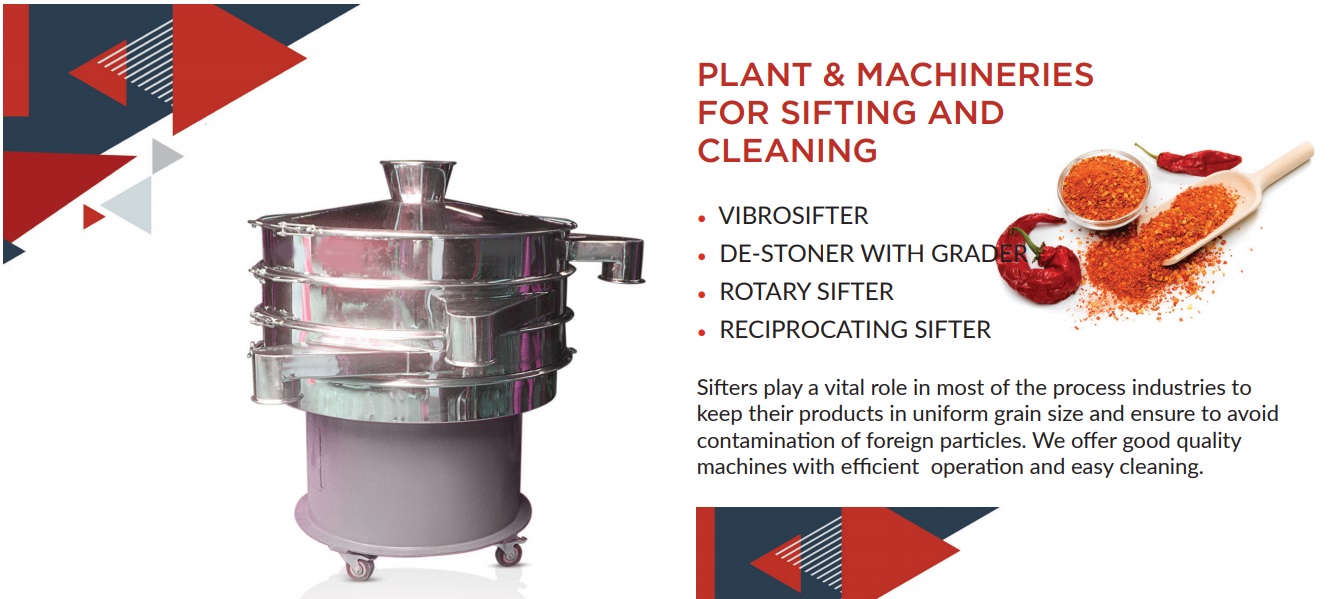 PLANT & MACHINERIES
FOR SIFTING AND
CLEANING
• VIBROSIFTER
• DE-STONER WITH GRADER
• ROTARY SIFTER
• RECIPROCATING SIFTER
Sifters play a vital role in most of the process industries to
keep their products in uniform grain size and ensure to avoid
contamination of foreign particles. We offer good quality
machines with efficient  operation and easy cleaning.